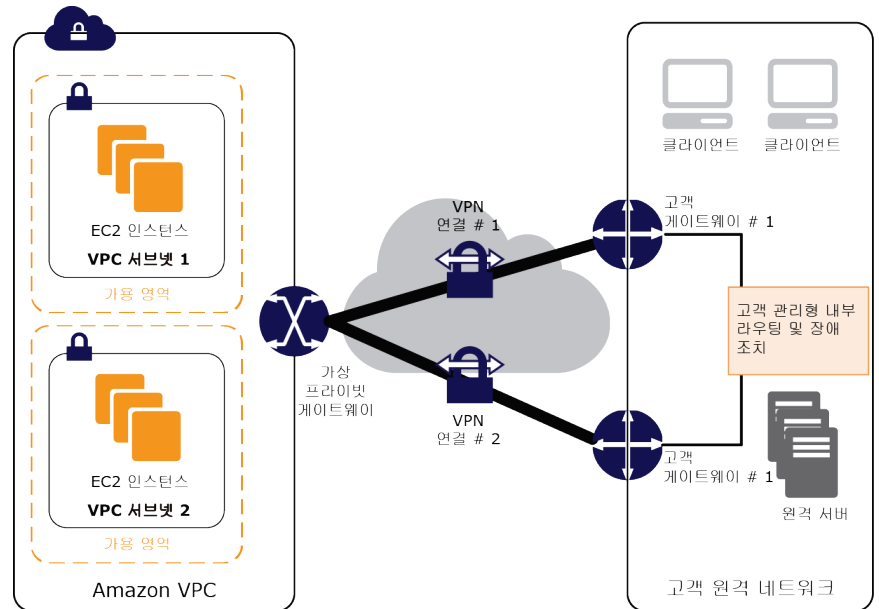 EC2 인스턴스
VPC 서브넷 1
가용 영역
EC2 인스턴스
VPC 서브넷 2
가용 영역
Amazon VPC
가상
프라이빗
게이트웨이
VPN
연결 # 1
VPN
연결 # 2
클라이언트
클라이언트
고객
게이트웨이 # 1
고객 관리형 내부
라우팅 및 장애
조치
고객
게이트웨이 # 1
원격 서버
고객 원격 네트워크